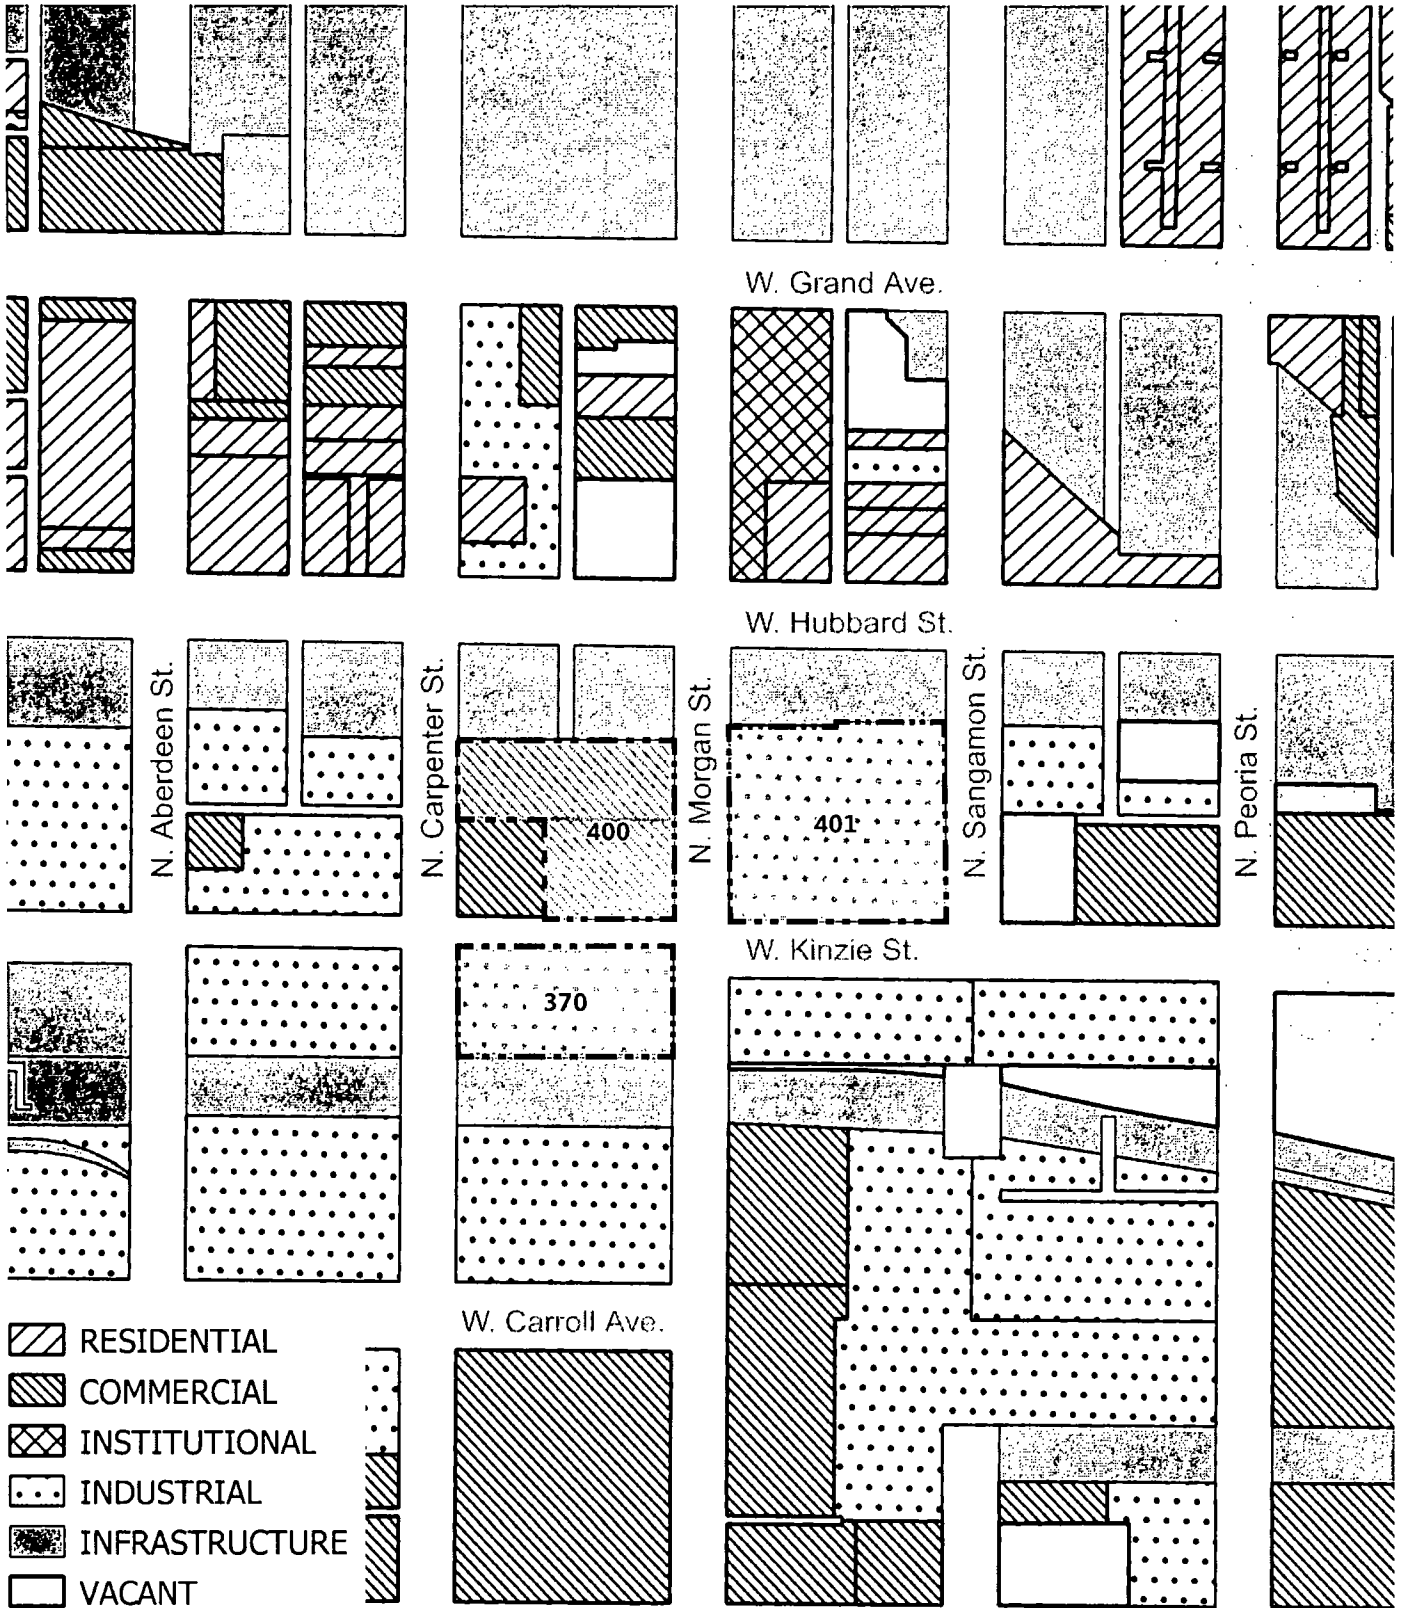 W. Grand Ave.
W. Hubbard St.
N. Aberdeen St.
N. Carpenter St.
N. Morgan St.
N. Sangamon St.
N. Peoria St.
400
401
W. Kinzie St.
370
W. Carroll Ave.
RESIDENTIAL
COMMERCIAL
INSTITUTIONAL
INDUSTRIAL
INFRASTRUCTURE
VACANT